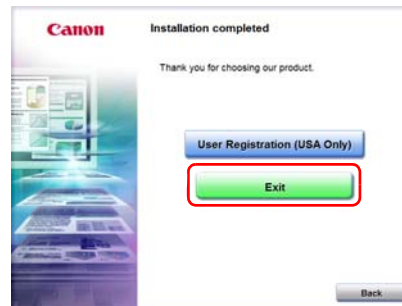 Canon
Installation completed
Thank you for choosing our product.
User Registration (USA Only)
Exit
Back